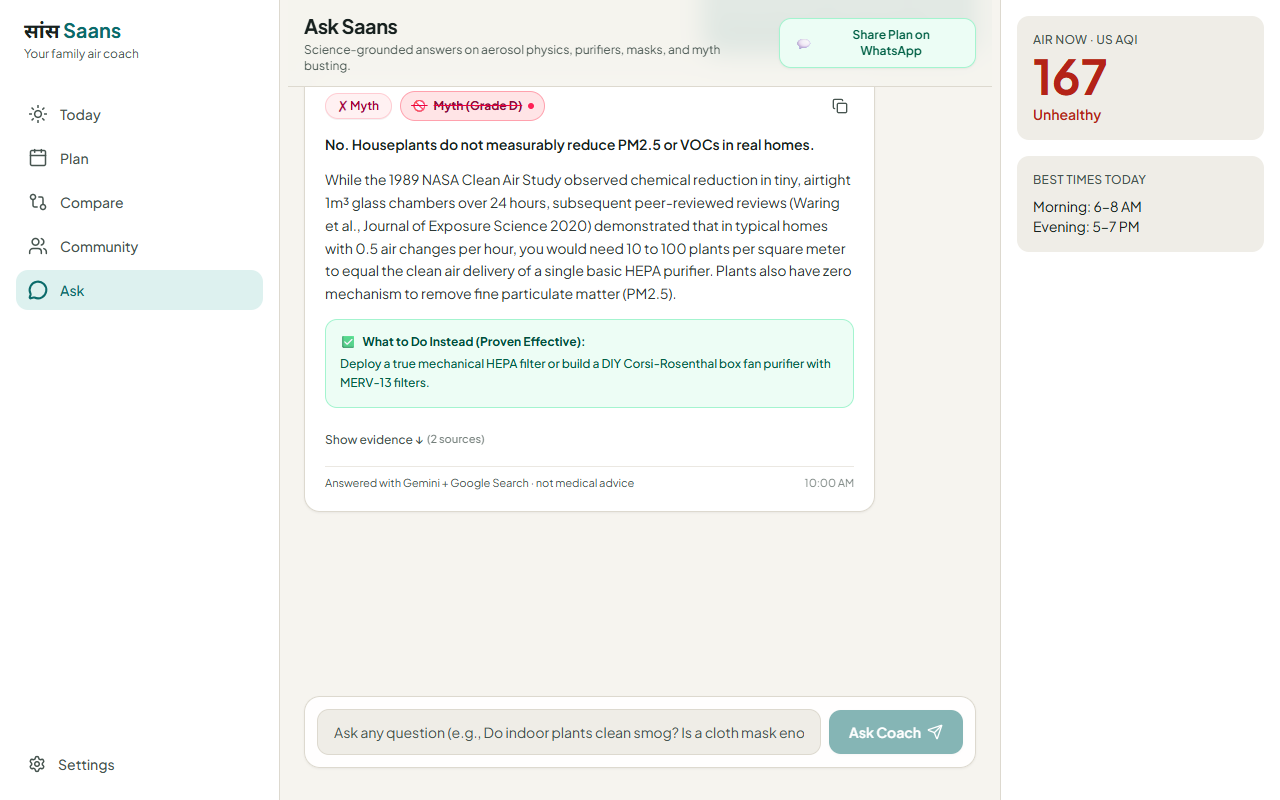 सांस Saans
Your family air coach
Today
Plan
Compare
Community
Ask
Settings
Ask Saans
Science-grounded answers on aerosol physics, purifiers, masks, and myth
busting.
Share Plan on
WhatsApp
✗ Myth
Myth (Grade D)
No. Houseplants do not measurably reduce PM2.5 or VOCs in real homes.
While the 1989 NASA Clean Air Study observed chemical reduction in tiny, airtight
1m³ glass chambers over 24 hours, subsequent peer-reviewed reviews (Waring
et al., Journal of Exposure Science 2020) demonstrated that in typical homes
with 0.5 air changes per hour, you would need 10 to 100 plants per square meter
to equal the clean air delivery of a single basic HEPA purifier. Plants also have zero
mechanism to remove fine particulate matter (PM2.5).
✅ What to Do Instead (Proven Effective):
Deploy a true mechanical HEPA filter or build a DIY Corsi-Rosenthal box fan purifier with
MERV-13 filters.
Show evidence ↓ (2 sources)
Answered with Gemini + Google Search · not medical advice
10:00 AM
Ask any question (e.g., Do indoor plants clean smog? Is a cloth mask eno
Ask Coach
AIR NOW · US AQI
167
Unhealthy
BEST TIMES TODAY
Morning: 6–8 AM
Evening: 5–7 PM